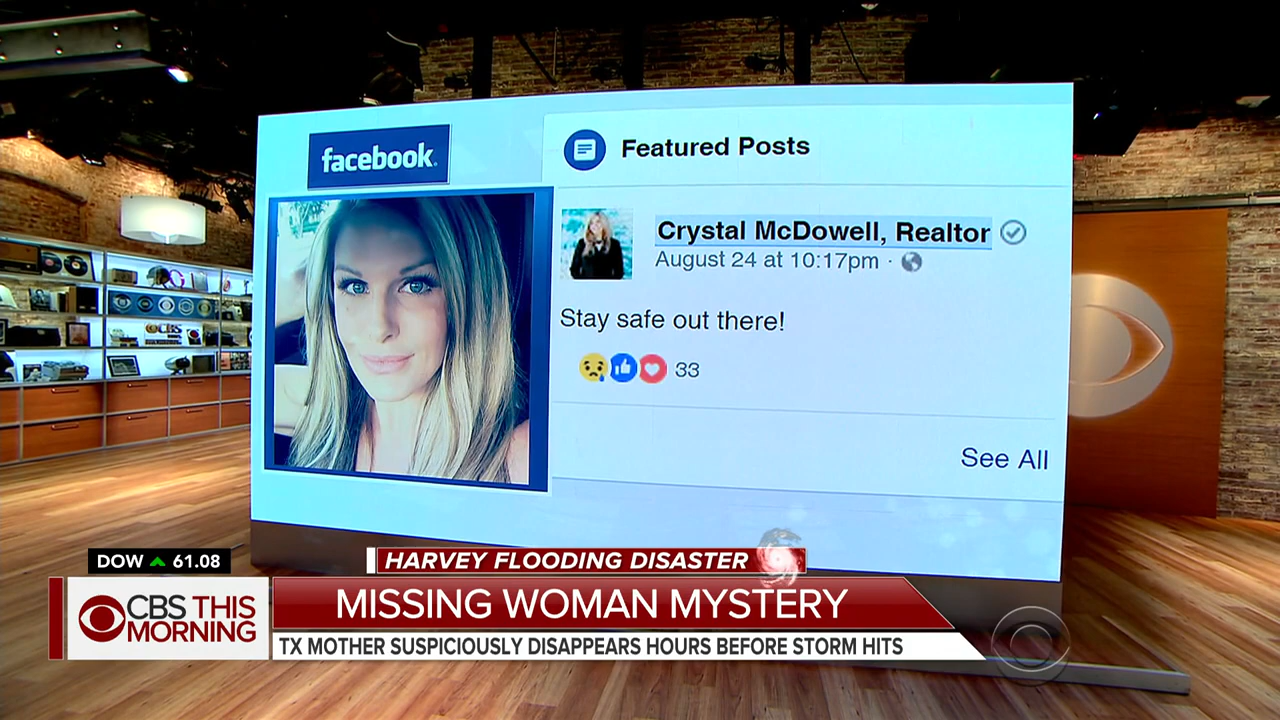 facebook
Featured Posts
Crystal McDowell, Realtor
August 24 at 10:17pm ·
Stay safe out there!
33
See All
CBS
DOW 61.08
HARVEY FLOODING DISASTER
MISSING WOMAN MYSTERY
CBS THIS
MORNING
TX MOTHER SUSPICIOUSLY DISAPPEARS HOURS BEFORE STORM HITS